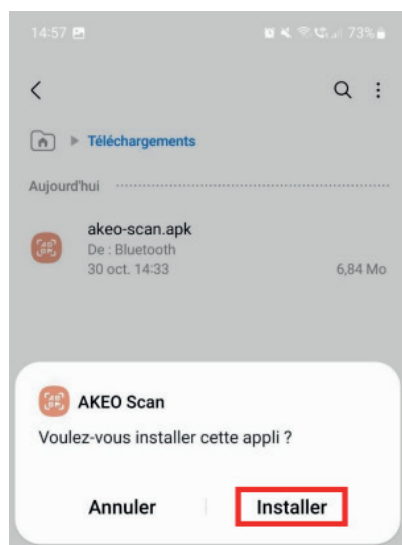 14:57
73%
Téléchargements
Aujourd'hui
akeo-scan.apk
De : Bluetooth
30 oct. 14:33
6,84 Mo
AKEO Scan
Voulez-vous installer cette appli ?
Annuler
Installer